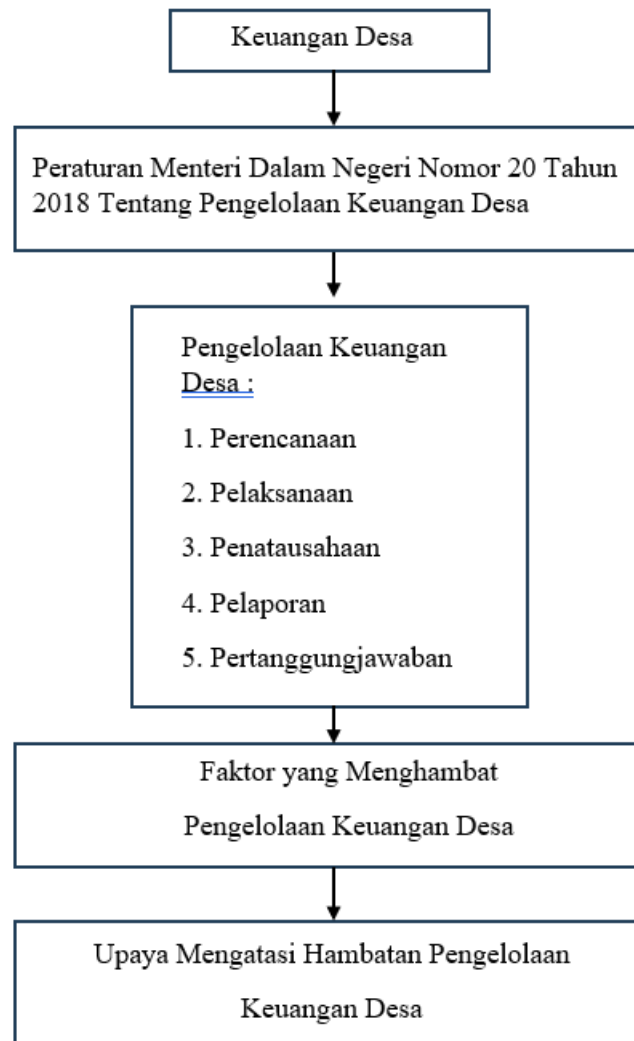 Keuangan Desa
Peraturan Menteri Dalam Negeri Nomor 20 Tahun
2018 Tentang Pengelolaan Keuangan Desa
Pengelolaan Keuangan
Desa :
1. Perencanaan
2. Pelaksanaan
3. Penatausahaan
4. Pelaporan
5. Pertanggungjawaban
Faktor yang Menghambat
Pengelolaan Keuangan Desa
Upaya Mengatasi Hambatan Pengelolaan
Keuangan Desa